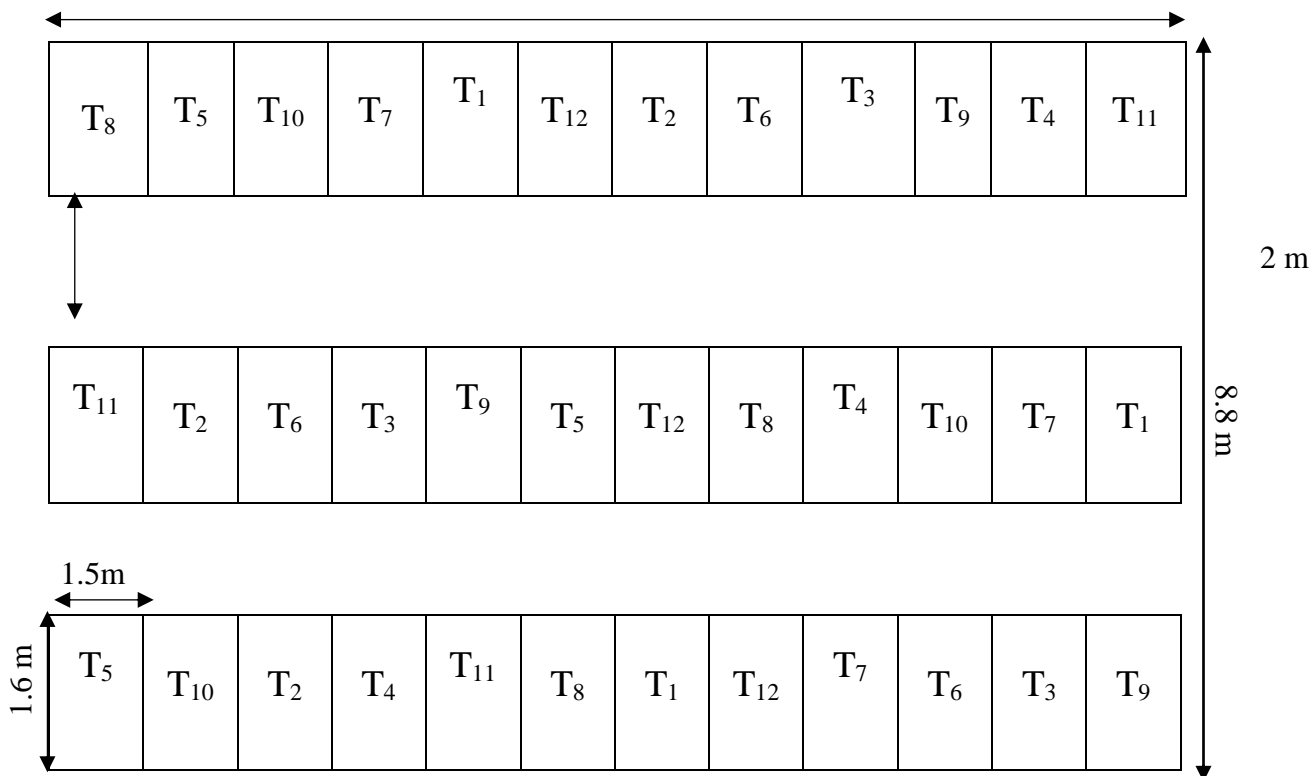 T₈ T₅ T₁₀ T₇ T₁ T₁₂ T₂ T₆ T₃ T₉ T₄ T₁₁
2 m
T₁₁ T₂ T₆ T₃ T₉ T₅ T₁₂ T₈ T₄ T₁₀ T₇ T₁
8.8 m
1.5m
1.6 m
T₅ T₁₀ T₂ T₄ T₁₁ T₈ T₁ T₁₂ T₇ T₆ T₃ T₉